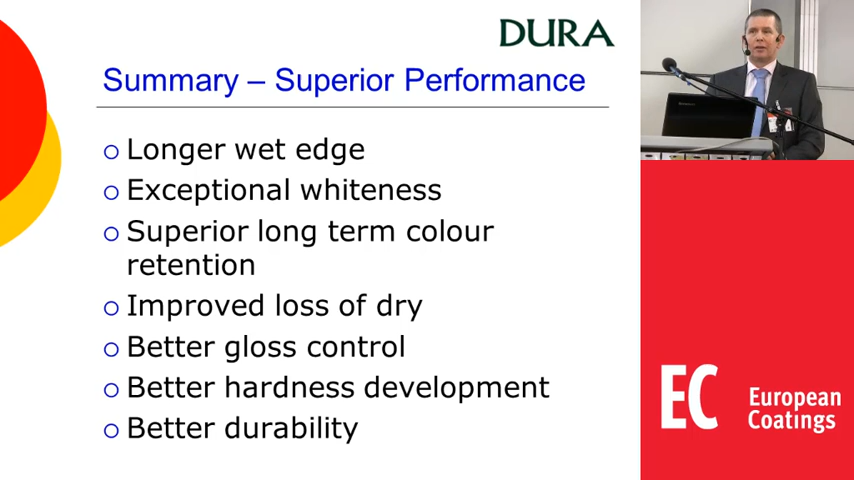 DURA
Summary – Superior Performance
Longer wet edge
Exceptional whiteness
Superior long term colour
retention
Improved loss of dry
Better gloss control
Better hardness development
Better durability
EC
European
Coatings